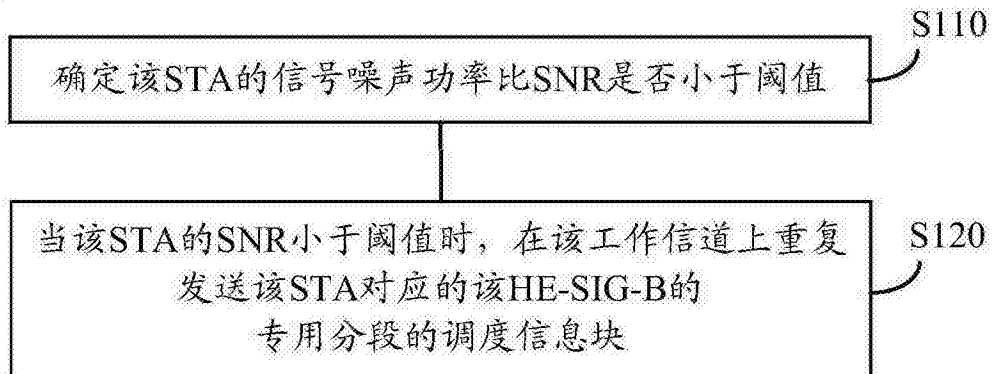 S110
确定该STA的信号噪声功率比SNR是否小于阈值
当该STA的SNR小于阈值时，在该工作信道上重复
发送该STA对应的该HE-SIG-B的
专用分段的调度信息块
S120